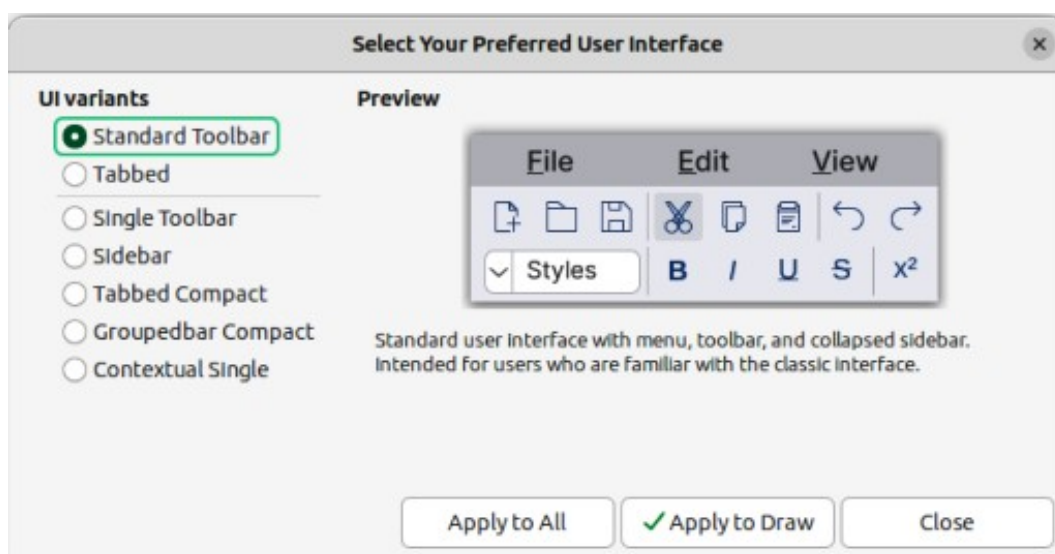 Select Your Preferred User Interface
UI variants
Standard Toolbar
Tabbed
Single Toolbar
Sidebar
Tabbed Compact
Groupedbar Compact
Contextual Single
Preview
File Edit View
Styles B I U S X²
Standard user interface with menu, toolbar, and collapsed sidebar.
Intended for users who are familiar with the classic interface.
Apply to All Apply to Draw Close